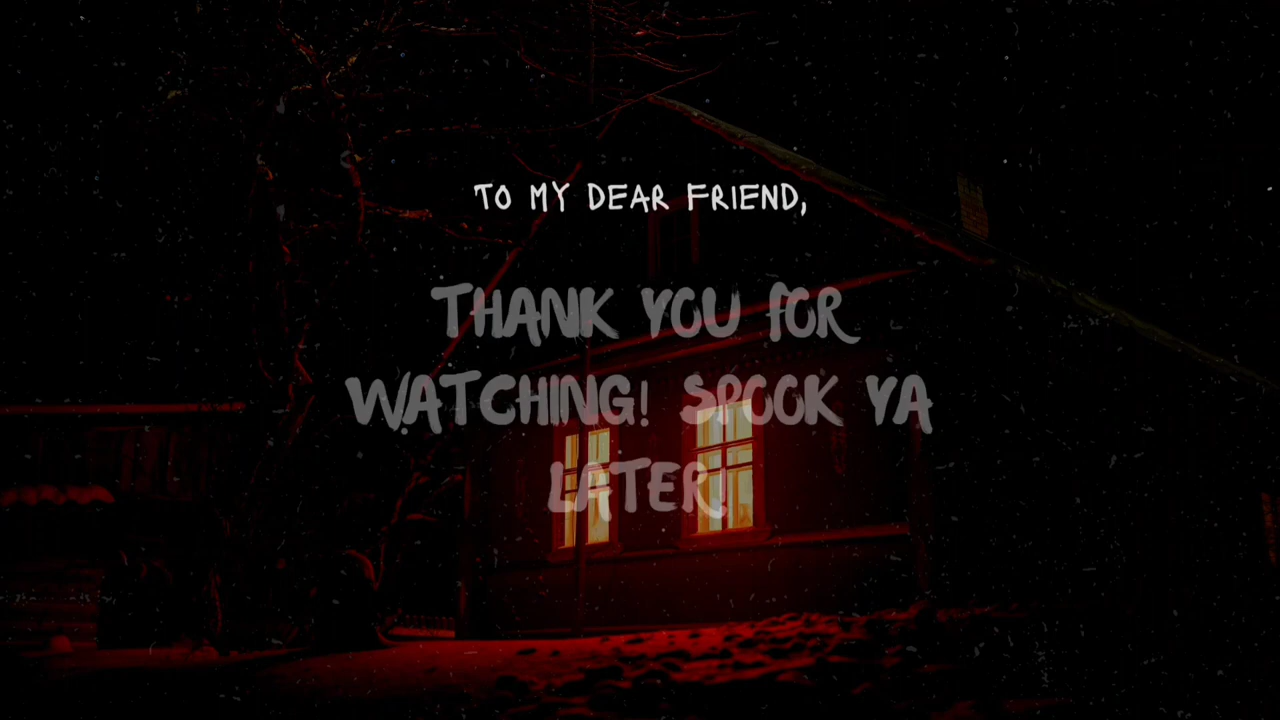 TO MY DEAR FRIEND,
THANK YOU FOR
WATCHING! SPOOK YA
LATER!